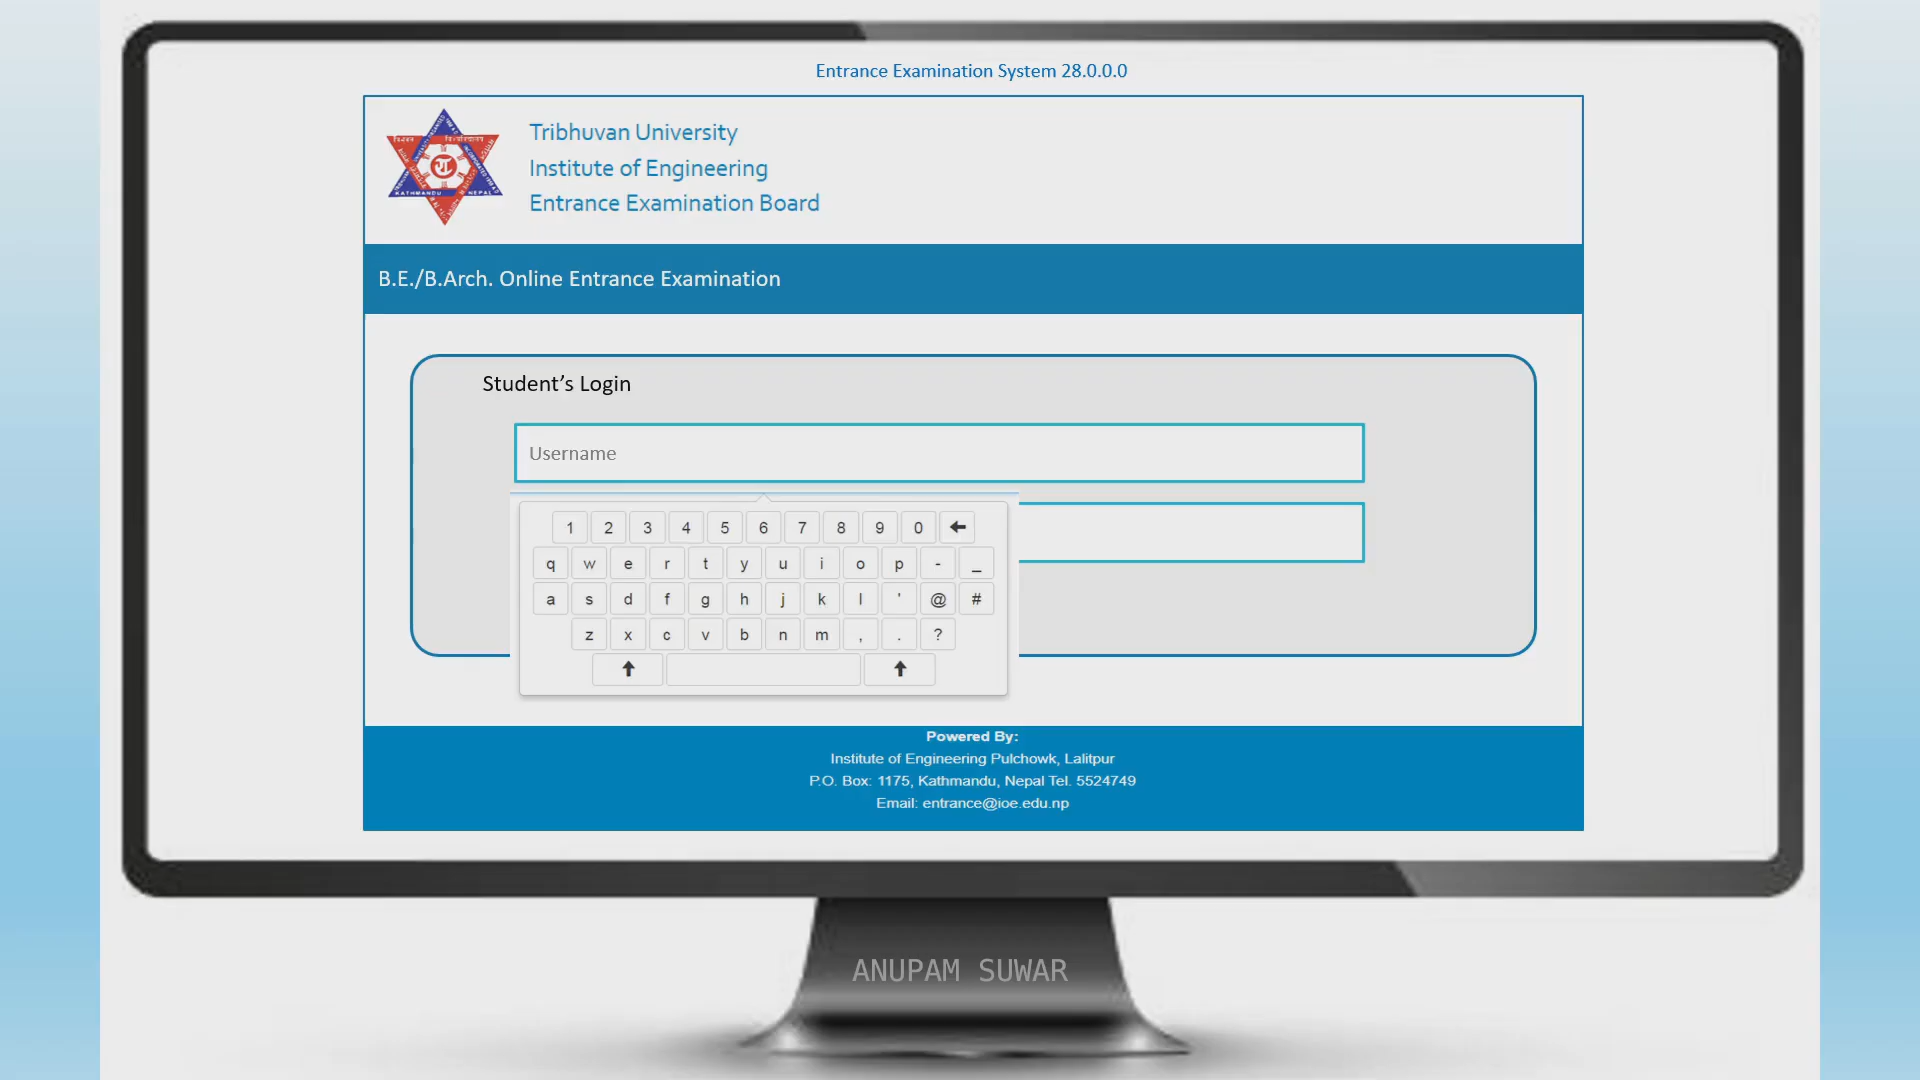 Entrance Examination System 28.0.0.0
Tribhuvan University
Institute of Engineering
Entrance Examination Board
KATHMANDU NEPAL
B.E./B.Arch. Online Entrance Examination
Student’s Login
Username
1 2 3 4 5 6 7 8 9 0
q w e r t y u i o p - _
a s d f g h j k l ' @ #
z x c v b n m , . ?
Powered By:
Institute of Engineering Pulchowk, Lalitpur
P.O. Box: 1175, Kathmandu, Nepal Tel. 5524749
Email: entrance@ioe.edu.np
ANUPAM SUWAR